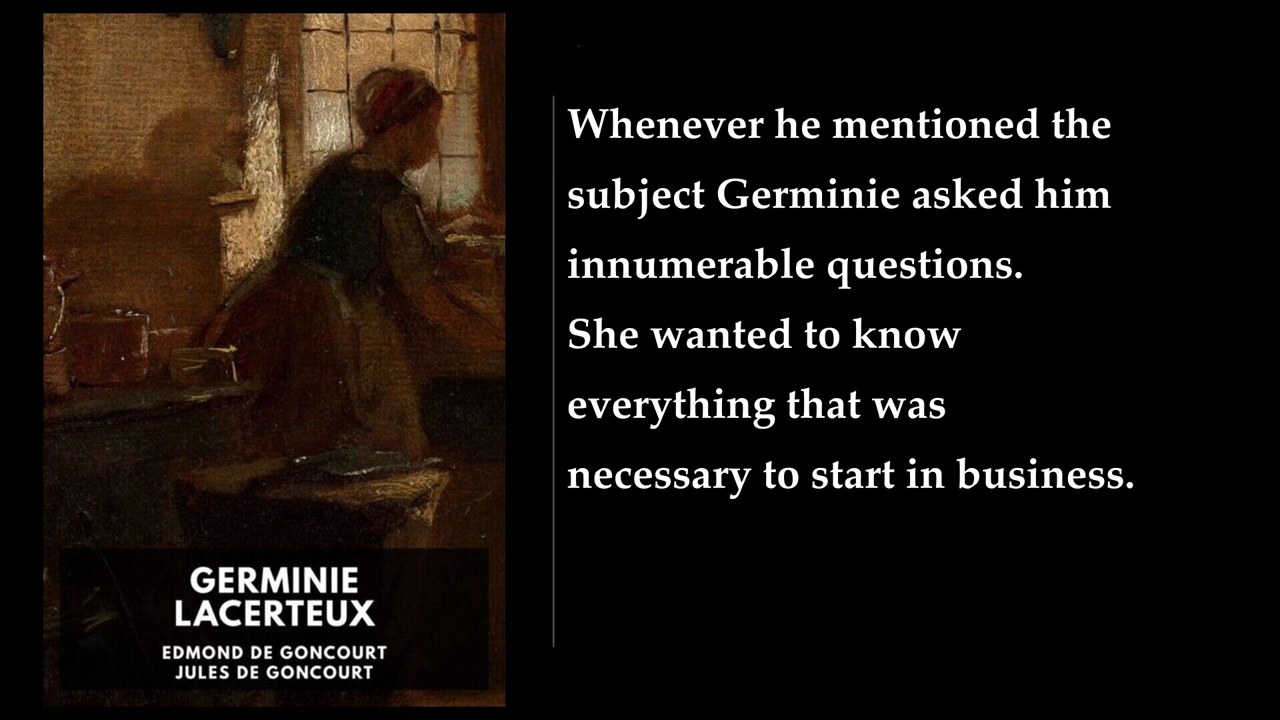 GERMINIE
LACERTEUX
EDMOND DE GONCOURT
JULES DE GONCOURT
Whenever he mentioned the
subject Germinie asked him
innumerable questions.
She wanted to know
everything that was
necessary to start in business.